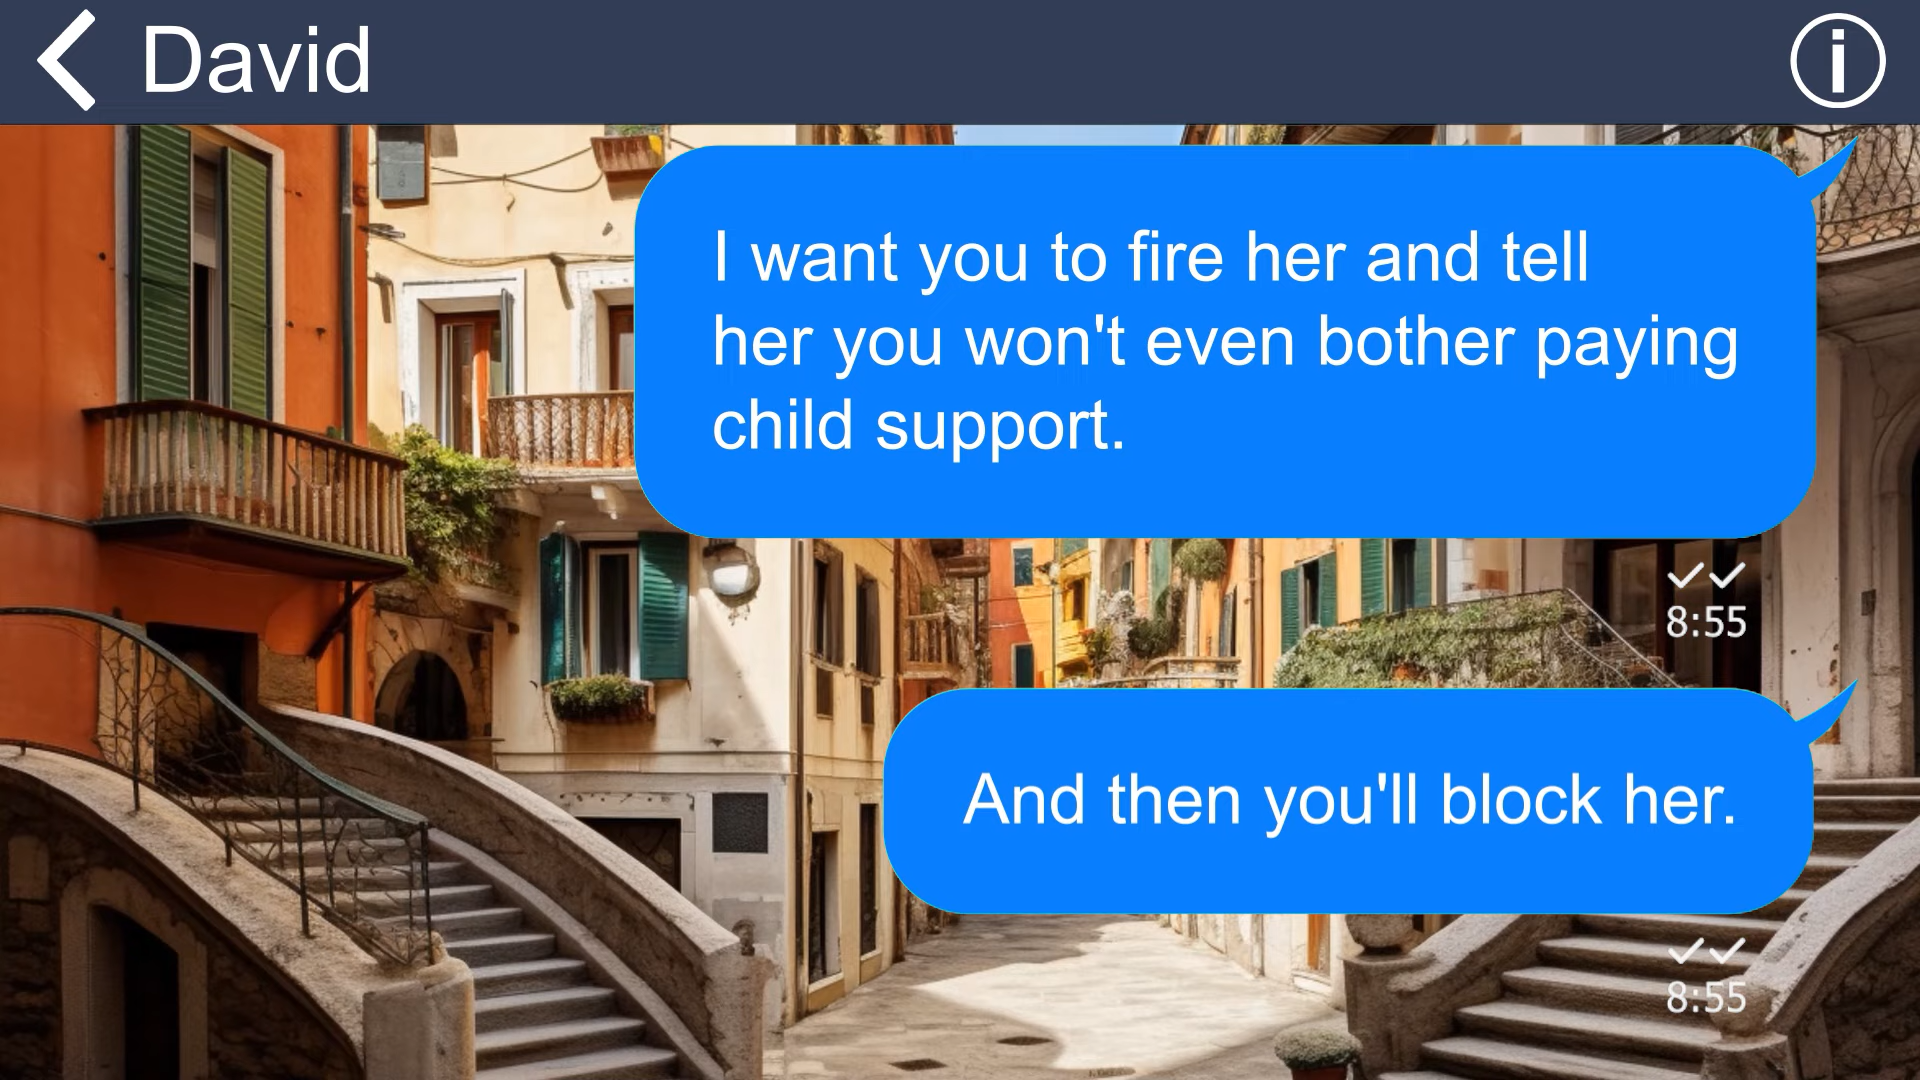 David
I want you to fire her and tell
her you won't even bother paying
child support.
8:55
And then you'll block her.
8:55